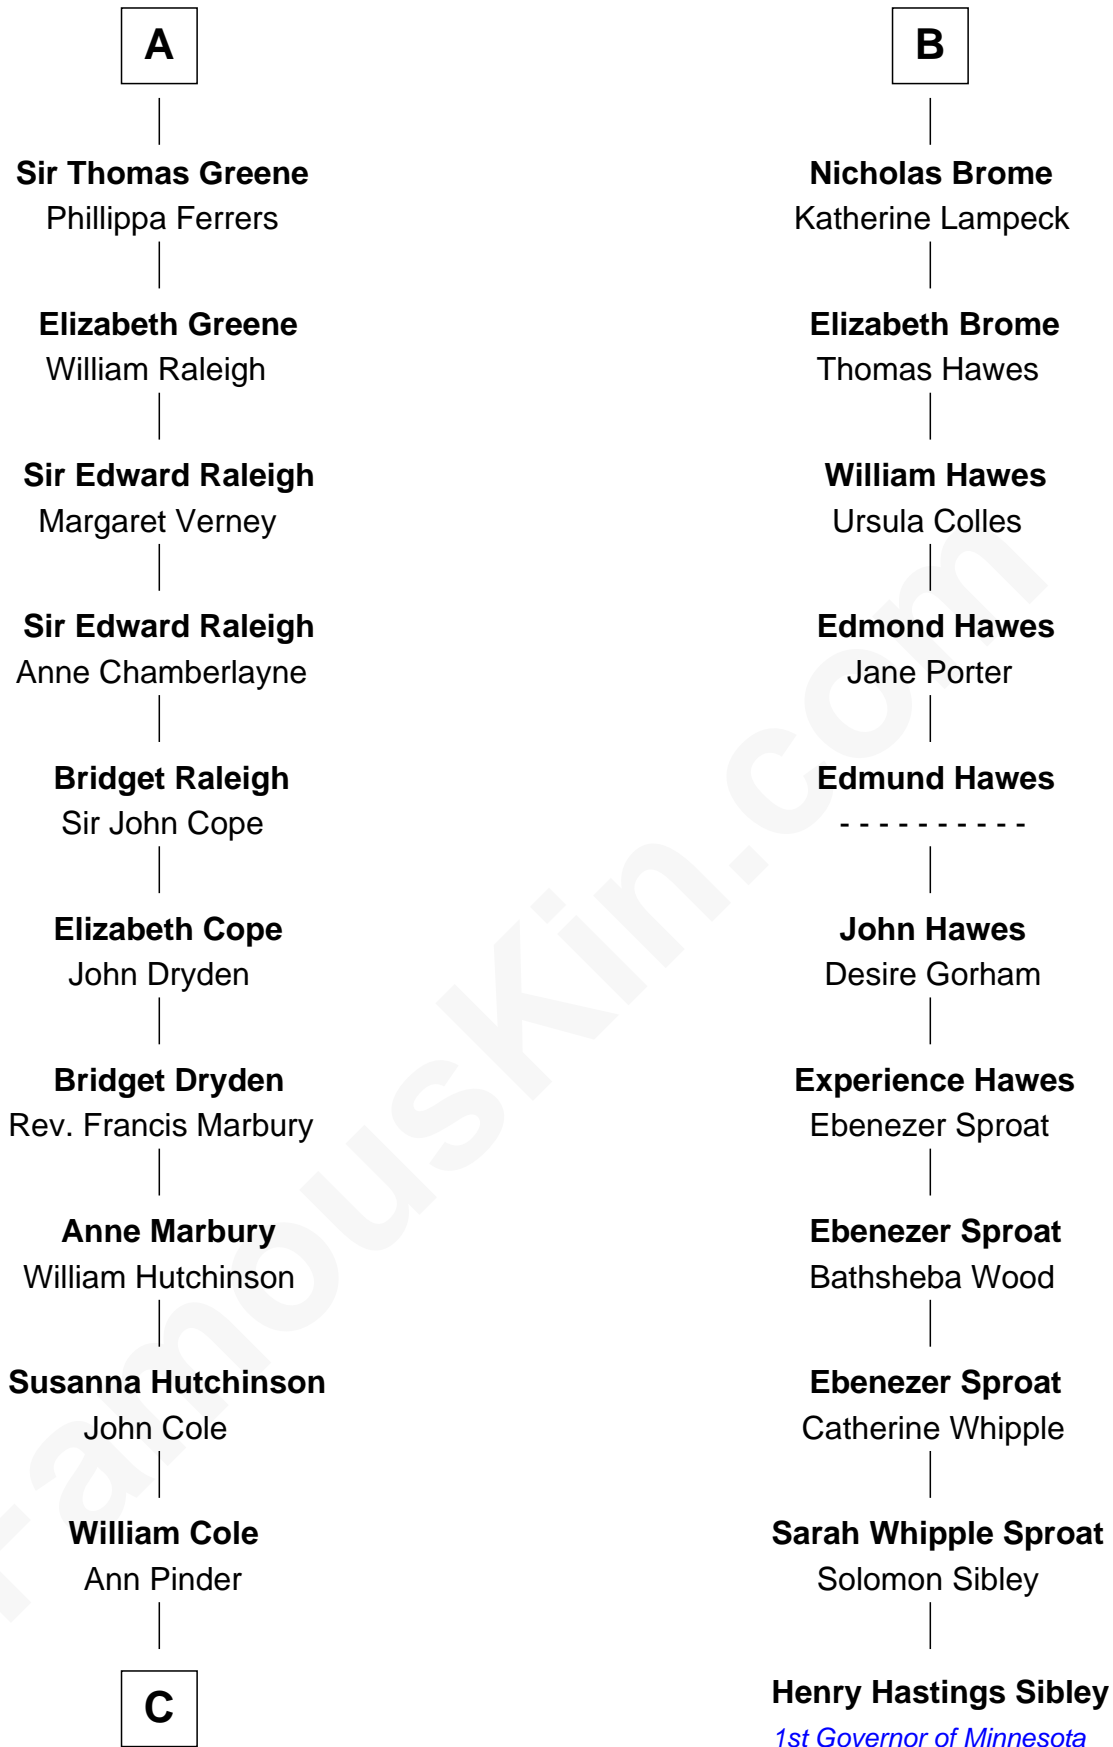 A
Sir Thomas Greene
Phillippa Ferrers
Elizabeth Greene
William Raleigh
Sir Edward Raleigh
Margaret Verney
Sir Edward Raleigh
Anne Chamberlayne
Bridget Raleigh
Sir John Cope
Elizabeth Cope
John Dryden
Bridget Dryden
Rev. Francis Marbury
Anne Marbury
William Hutchinson
Susanna Hutchinson
John Cole
William Cole
Ann Pinder
C
B
Nicholas Brome
Katherine Lampeck
Elizabeth Brome
Thomas Hawes
William Hawes
Ursula Colles
Edmond Hawes
Jane Porter
Edmund Hawes
- - - - - - - - - -
John Hawes
Desire Gorham
Experience Hawes
Ebenezer Sproat
Ebenezer Sproat
Bathsheba Wood
Ebenezer Sproat
Catherine Whipple
Sarah Whipple Sproat
Solomon Sibley
Henry Hastings Sibley
1st Governor of Minnesota
FamousKin.com